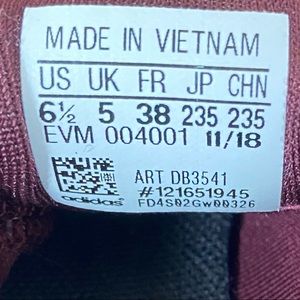 MADE IN VIETNAM
US UK FR JP CHN
6½ 5 38 235 235
EVM 004001 11/18
ART DB3541
#121651945
adidas FD4S02Gw00326